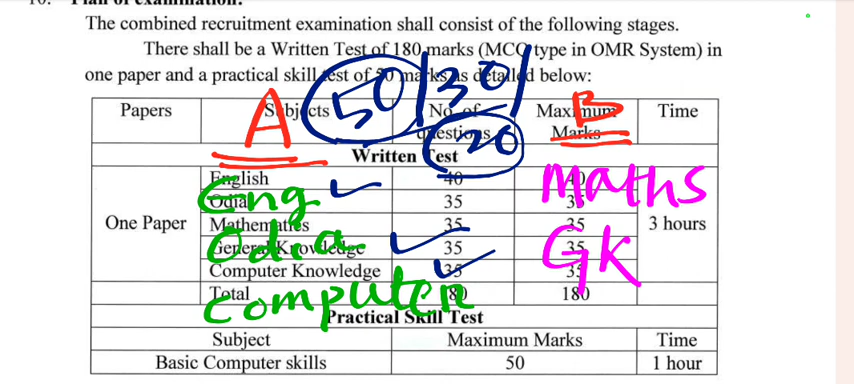 The combined recruitment examination shall consist of the following stages.
There shall be a Written Test of 180 marks (MCQ type in OMR System) in
one paper and a practical skill test of 50 marks as detailed below:
50/30/
20
A B
Papers Subjects No. of questions Maximum Marks Time
Written Test
One Paper
English 40 40
Odia 35 35
Mathematics 35 35 3 hours
General Knowledge 35 35
Computer Knowledge 35 35
Total 180 180
Eng
Odia
Computer
Maths
GK
Practical Skill Test
Subject Maximum Marks Time
Basic Computer skills 50 1 hour